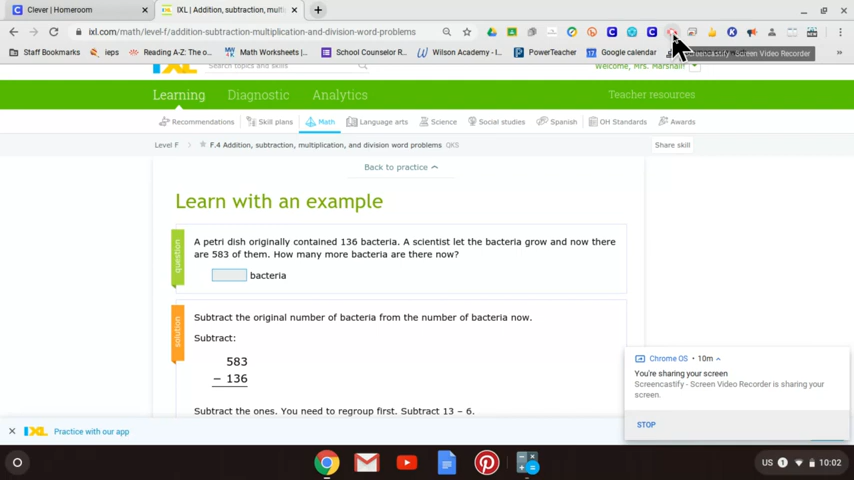 Clever | Homeroom
IXL | Addition, subtraction, mult
ixl.com/math/level-f/addition-subtraction-multiplication-and-division-word-problems
Staff Bookmarks ieps Reading A-Z: The o... Math Worksheets |... School Counselor R... Wilson Academy - I... PowerTeacher Google calendar
Screencastify - Screen Video Recorder
IXL Search topics and skills Welcome, Mrs. Marshall!
Learning Diagnostic Analytics Teacher resources
Recommendations Skill plans Math Language arts Science Social studies Spanish OH Standards Awards
Level F F.4 Addition, subtraction, multiplication, and division word problems QKS Share skill
Back to practice
Learn with an example
question
A petri dish originally contained 136 bacteria. A scientist let the bacteria grow and now there
are 583 of them. How many more bacteria are there now?
bacteria
solution
Subtract the original number of bacteria from the number of bacteria now.
Subtract:
583
− 136
Subtract the ones. You need to regroup first. Subtract 13 – 6.
Chrome OS • 10m
You're sharing your screen
Screencastify - Screen Video Recorder is sharing your
screen.
STOP
IXL Practice with our app
US 1 10:02